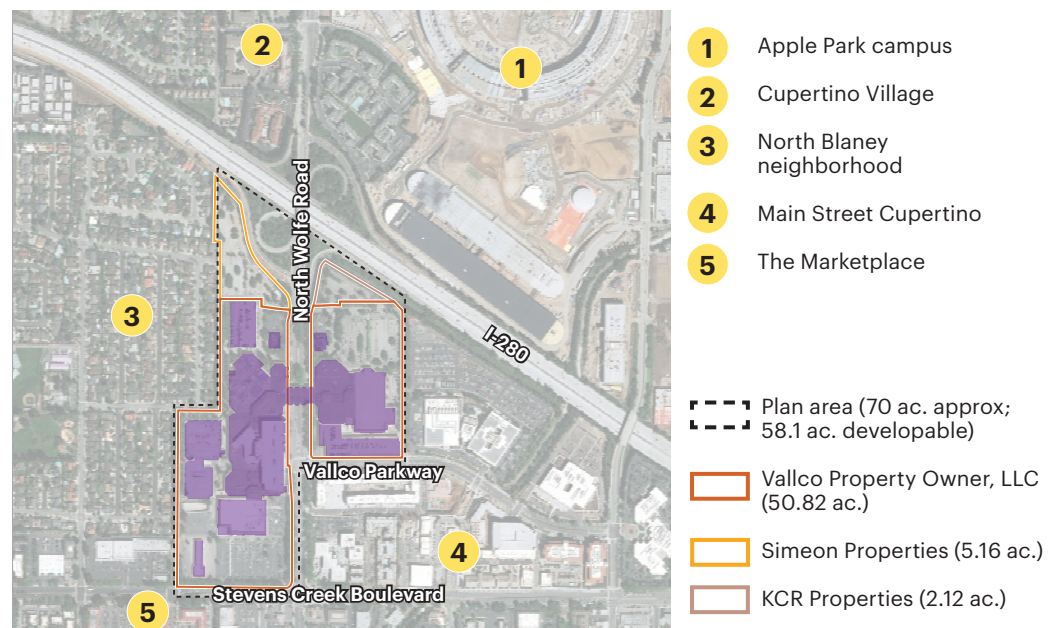 2
1
3
4
5
North Wolfe Road
I-280
Vallco Parkway
Stevens Creek Boulevard
1 Apple Park campus
2 Cupertino Village
3 North Blaney
neighborhood
4 Main Street Cupertino
5 The Marketplace
Plan area (70 ac. approx;
58.1 ac. developable)
Vallco Property Owner, LLC
(50.82 ac.)
Simeon Properties (5.16 ac.)
KCR Properties (2.12 ac.)